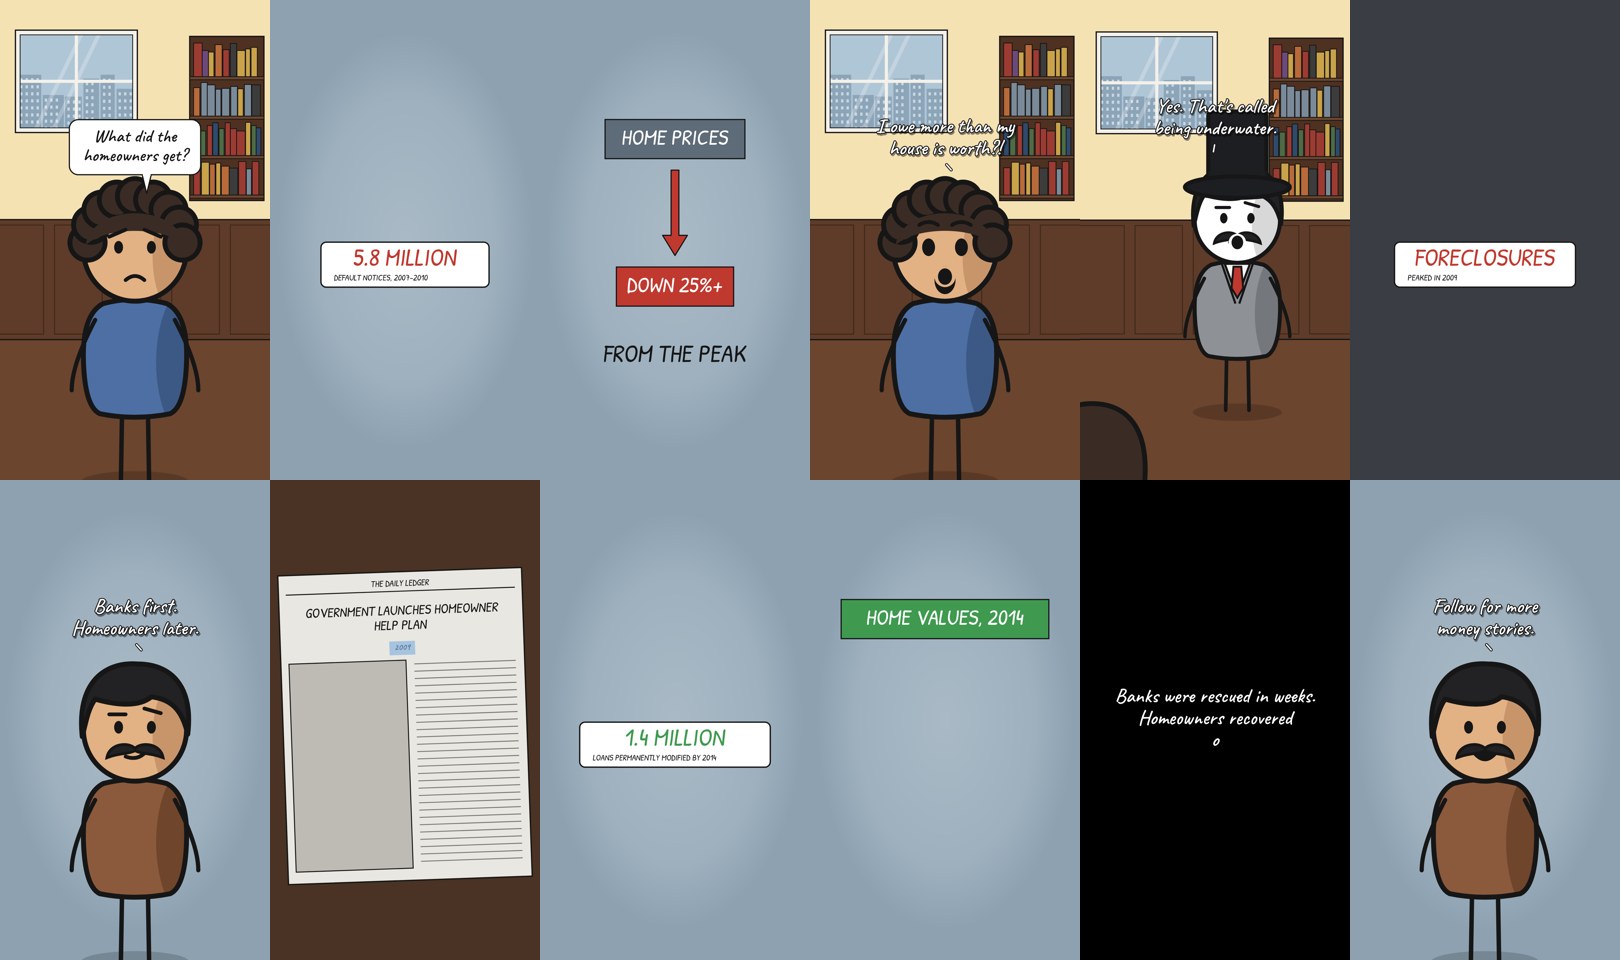 What did the
homeowners get?
5.8 MILLION
DEFAULT NOTICES, 2007–2010
HOME PRICES
DOWN 25%+
FROM THE PEAK
I owe more than my
house is worth?!
Yes. That's called
being underwater.
FORECLOSURES
PEAKED IN 2009
Banks first.
Homeowners later.
THE DAILY LEDGER
GOVERNMENT LAUNCHES HOMEOWNER
HELP PLAN
2009
1.4 MILLION
LOANS PERMANENTLY MODIFIED BY 2014
HOME VALUES, 2014
Banks were rescued in weeks.
Homeowners recovered
o
Follow for more
money stories.